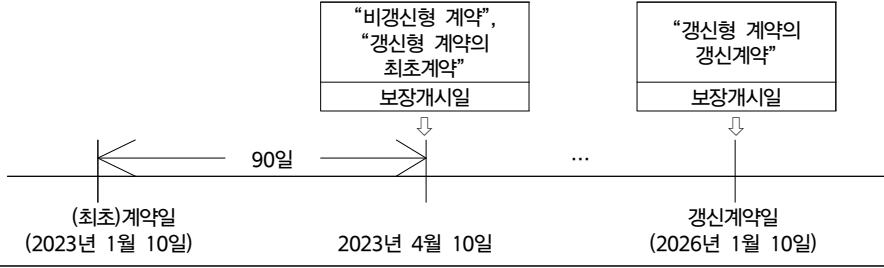 “비갱신형 계약”,
“갱신형 계약의
최초계약”
보장개시일
“갱신형 계약의
갱신계약”
보장개시일
90일
…
(최초)계약일
(2023년 1월 10일)
2023년 4월 10일
갱신계약일
(2026년 1월 10일)